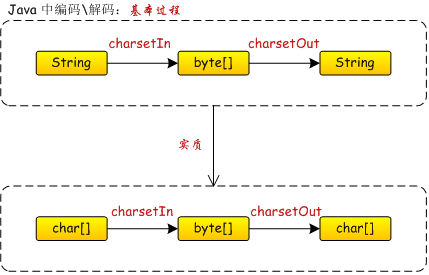 Java 中编码\解码：基本过程
charsetIn charsetOut
String byte[] String
实质
charsetIn charsetOut
char[] byte[] char[]